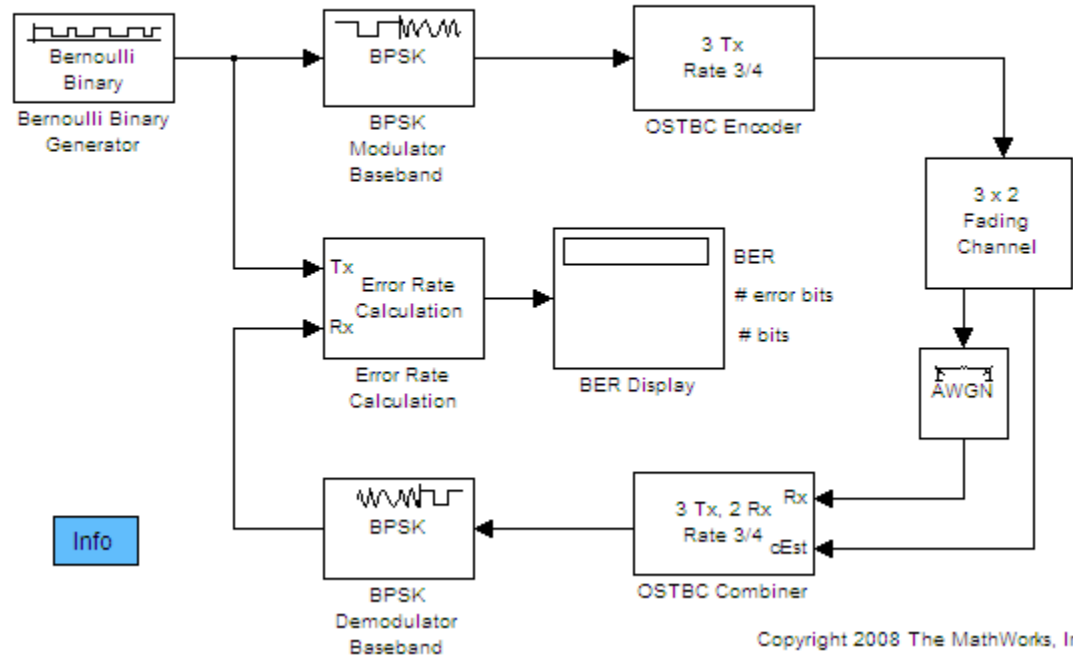 Bernoulli
Binary
Bernoulli Binary
Generator
BPSK
BPSK
Modulator
Baseband
3 Tx
Rate 3/4
OSTBC Encoder
3 x 2
Fading
Channel
Tx
Rx
Error Rate
Calculation
Error Rate
Calculation
BER
# error bits
# bits
BER Display
AWGN
Rx
cEst
3 Tx, 2 Rx
Rate 3/4
OSTBC Combiner
BPSK
BPSK
Demodulator
Baseband
Info
Copyright 2008 The MathWorks, In